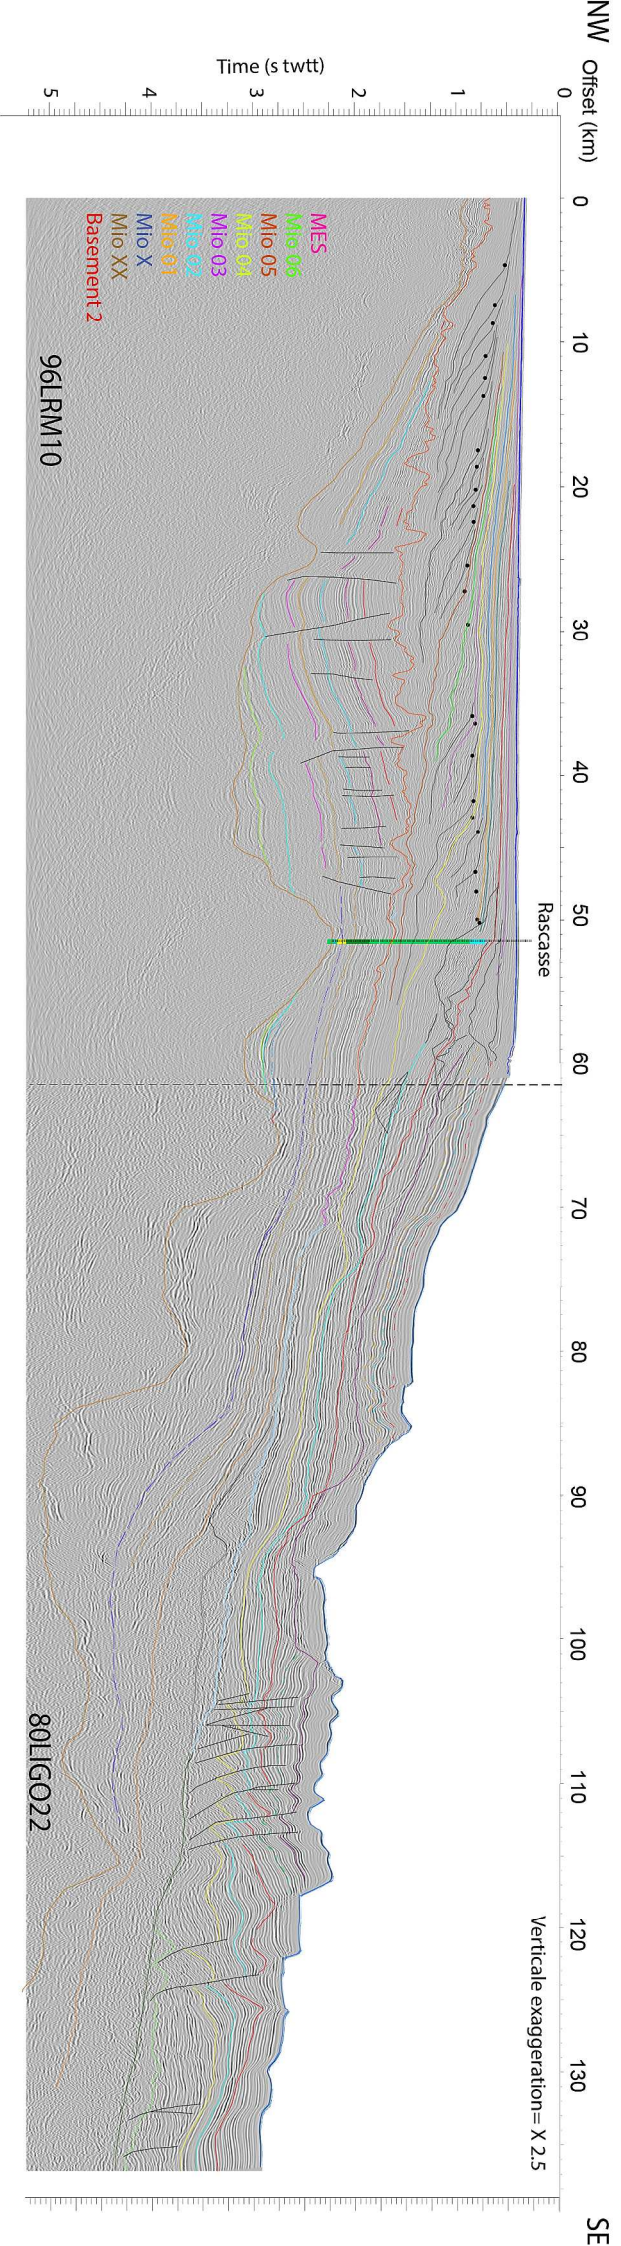 NW
SE
Offset (km)
0 10 20 30 40 50 60 70 80 90 100 110 120 130
Time (s twtt)
0
1
2
3
4
5
Rascasse
Verticale exaggeration= X 2.5
MES
Mio 06
Mio 05
Mio 04
Mio 03
Mio 02
Mio 01
Mio X
Mio XX
Basement 2
96LRM10
80LIGO22